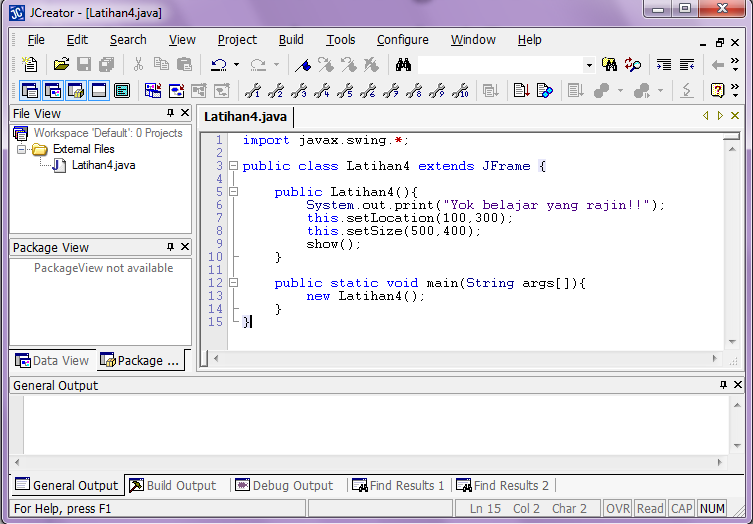 JCreator - [Latihan4.java]
File Edit Search View Project Build Tools Configure Window Help
File View
Workspace 'Default': 0 Projects
External Files
Latihan4.java
Package View
PackageView not available
Data View Package ...
Latihan4.java
1 import javax.swing.*;
2
3 public class Latihan4 extends JFrame {
4
5 public Latihan4(){
6 System.out.print("Yok belajar yang rajin!!");
7 this.setLocation(100,300);
8 this.setSize(500,400);
9 show();
10 }
11
12 public static void main(String args[]){
13 new Latihan4();
14 }
15 }
General Output
General Output Build Output Debug Output Find Results 1 Find Results 2
For Help, press F1 Ln 15 Col 2 Char 2 OVR Read CAP NUM